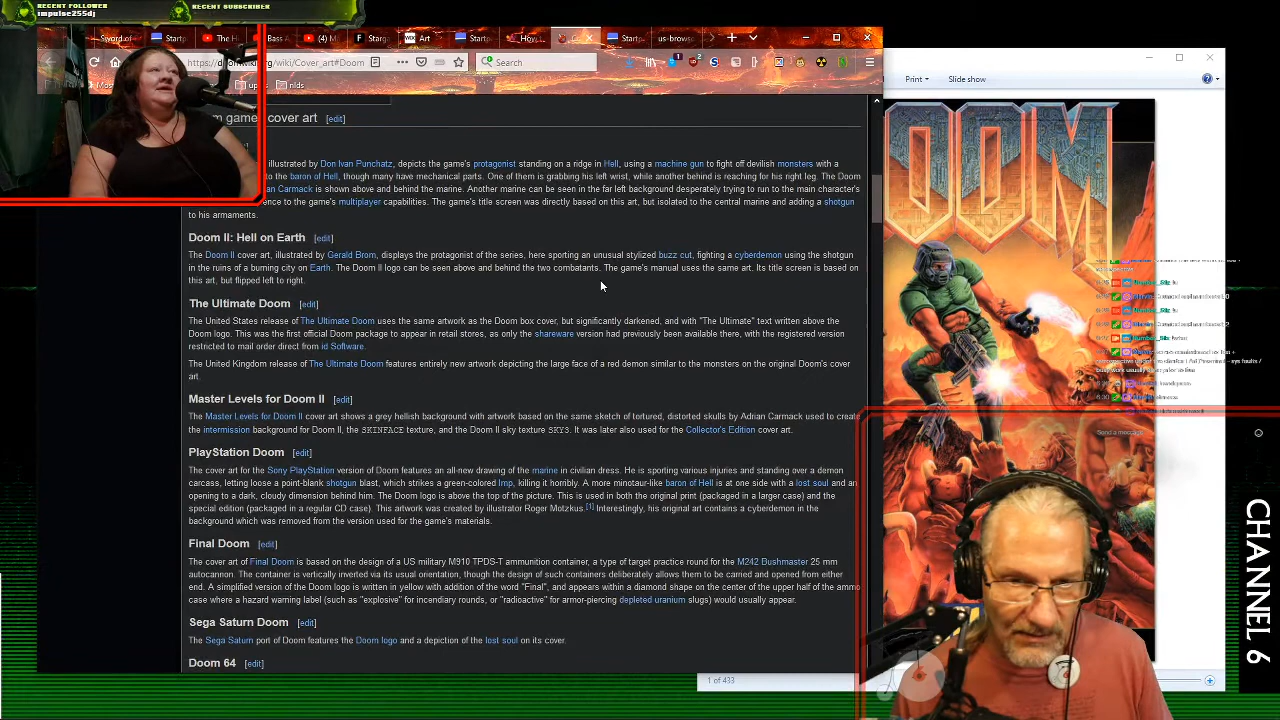 RECENT FOLLOWER
RECENT SUBSCRIBER
impulse255dj
Sword of
Startp
The H
Bass A
(4) M
Starga
WIX Art
Startp
How I
Startp
us-browse
/wiki/Cover_art#Doom
Search
nlds
Print
Slide show
game cover art [edit]
illustrated by Don Ivan Punchatz, depicts the game's protagonist standing on a ridge in Hell, using a machine gun to fight off devilish monsters with a
to the baron of Hell, though many have mechanical parts. One of them is grabbing his left wrist, while another behind is reaching for his right leg. The Doom
Carmack is shown above and behind the marine. Another marine can be seen in the far left background desperately trying to run to the main character's
to the game's multiplayer capabilities. The game's title screen was directly based on this art, but isolated to the central marine and adding a shotgun
to his armaments.
Doom II: Hell on Earth [edit]
The Doom II cover art, illustrated by Gerald Brom, displays the protagonist of the series, here sporting an unusual stylized buzz cut, fighting a cyberdemon using the shotgun
in the ruins of a burning city on Earth. The Doom II logo can be seen above and behind the two combatants. The game's manual uses the same art. Its title screen is based on
this art, but flipped left to right.
The Ultimate Doom [edit]
The United States release of The Ultimate Doom uses the same art as the Doom box cover, but significantly darkened, and with "The Ultimate" text written above the
Doom logo. This was the first official Doom package to appear in retail stores, as only the shareware version had previously been available there, with the registered version
restricted to mail order direct from id Software.
The United Kingdom release of The Ultimate Doom features entirely new artwork showing the large face of a red demon similar to the ones on the original Doom's cover
art.
Master Levels for Doom II [edit]
The Master Levels for Doom II cover art shows a grey hellish background with artwork based on the same sketch of tortured, distorted skulls by Adrian Carmack used to create
the intermission background for Doom II, the SKINFACE texture, and the sky texture SKY3. It was later also used for the Collector's Edition cover art.
PlayStation Doom [edit]
The cover art for the Sony PlayStation version of Doom features an all-new drawing of the marine in civilian dress. He is sporting various injuries and standing over a demon
carcass, letting loose a point-blank shotgun blast, which strikes a green-colored Imp, killing it horribly. A more minotaur-like baron of Hell is at one side with a lost soul and an
opening to a dark, cloudy dimension behind him. The Doom logo is seen at the top of the picture. This is used in both the original print (packaged in a larger case) and the
special edition (packaged in a regular CD case). This artwork was created by illustrator Roger Motzkus.[1] Interestingly, his original art contains a cyberdemon in the
background which was removed from the version used for the game's materials.
Final Doom [edit]
The cover art of Final Doom is based on the design of a US military M910 TPDS-T ammunition container, a type of target practice round for the M242 Bushmaster 25 mm
autocannon. The container is vertically inverted via its usual orientation, though the design of such containers deliberately allows them to be carried and opened from either
end. A simplified version of the Doom logo is written in yellow with addition of the word "Final", and appears within a diamond shape on the center of the upper half of the ammo
case where a hazard warning label (such as "explosive" for incendiary rounds, or "radiation" for armor-piercing depleted uranium slugs) would usually appear.
Sega Saturn Doom [edit]
The Sega Saturn port of Doom features the Doom logo and a depiction of the lost soul on its cover.
Doom 64 [edit]
DOOM
Send a message
CHANNEL 6
1 of 433